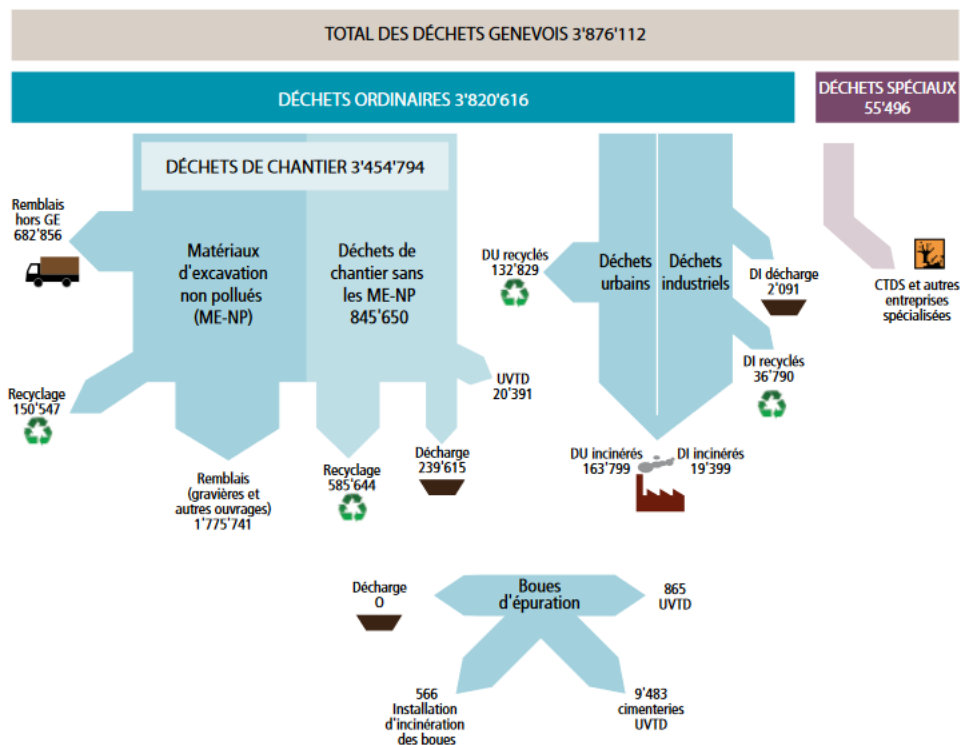 TOTAL DES DÉCHETS GENEVOIS 3'876'112
DÉCHETS ORDINAIRES 3'820'616
DÉCHETS SPÉCIAUX
55'496
DÉCHETS DE CHANTIER 3'454'794
Remblais
hors GE
682'856
Matériaux
d'excavation
non pollués
(ME-NP)
Déchets de
chantier sans
les ME-NP
845'650
Recyclage
150'547
Remblais
(gravières et
autres ouvrages)
1'775'741
Recyclage
585'644
Décharge
239'615
UVTD
20'391
DU recyclés
132'829
Déchets
urbains
Déchets
industriels
DI décharge
2'091
DI recyclés
36'790
DU incinérés
163'799
DI incinérés
19'399
CTDS et autres
entreprises
spécialisées
Décharge
O
Boues
d'épuration
865
UVTD
566
Installation
d'incinération
des boues
9'483
cimenteries
UVTD